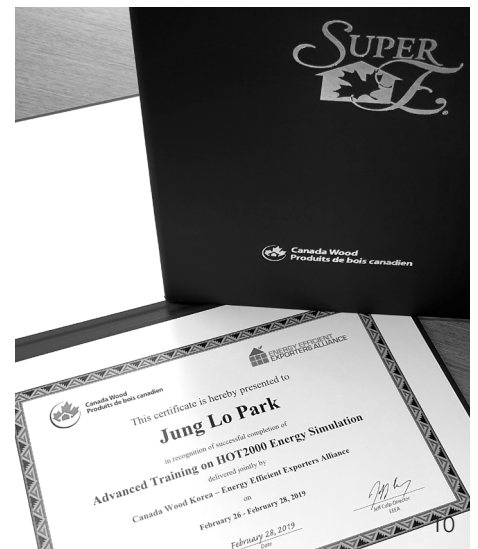 SUPER E®
Canada Wood
Produits de bois canadien
ENERGY EFFICIENT
EXPORTERS ALLIANCE
Canada Wood
Produits de bois canadien
This certificate is hereby presented to
Jung Lo Park
in recognition of successful completion of
Advanced Training on HOT2000 Energy Simulation
delivered jointly by
Canada Wood Korea – Energy Efficient Exporters Alliance
on
February 26 - February 28, 2019
February 28, 2019
Date
Director
EEEA
10